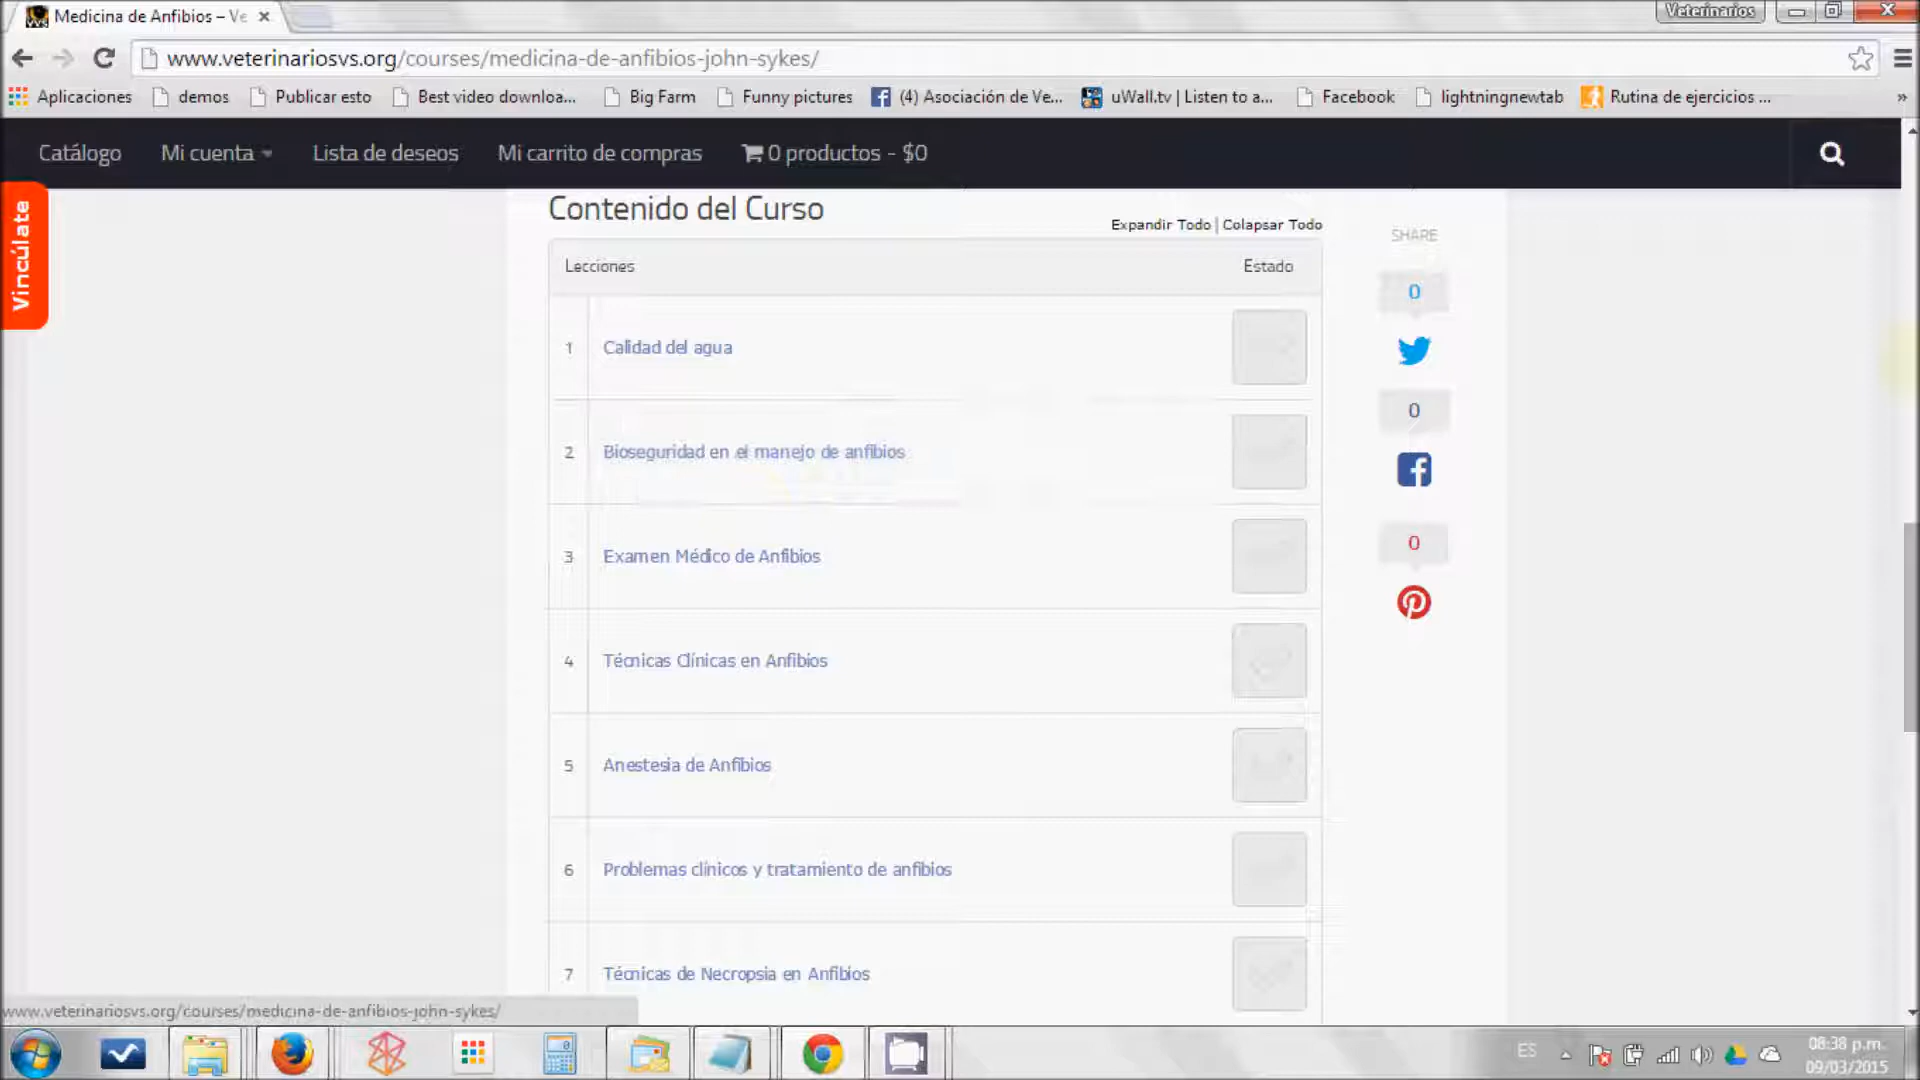 Medicina de Anfibios – Ve
Veterinarios
www.veterinariosvs.org/courses/medicina-de-anfibios-john-sykes/
Aplicaciones demos Publicar esto Best video downloa... Big Farm Funny pictures (4) Asociación de Ve... uWall.tv | Listen to a... Facebook lightningnewtab Rutina de ejercicios ... »
Catálogo Mi cuenta Lista de deseos Mi carrito de compras 0 productos - $0
Vincúlate
Contenido del Curso
Expandir Todo | Colapsar Todo
SHARE
Lecciones Estado
0
1 Calidad del agua
0
2 Bioseguridad en el manejo de anfibios
0
3 Examen Médico de Anfibios
4 Técnicas Clínicas en Anfibios
5 Anestesia de Anfibios
6 Problemas clínicos y tratamiento de anfibios
7 Técnicas de Necropsia en Anfibios
www.veterinariosvs.org/courses/medicina-de-anfibios-john-sykes/
ES
08:38 p.m.
09/03/2015